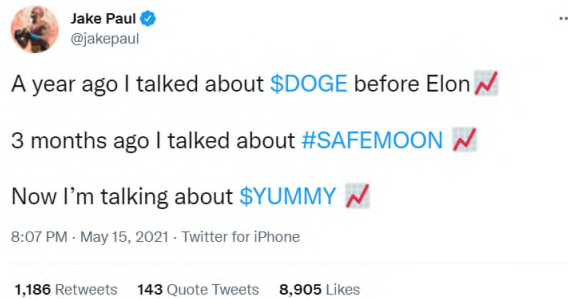 Jake Paul
@jakepaul
A year ago I talked about $DOGE before Elon📈
3 months ago I talked about #SAFEMOON 📈
Now I’m talking about $YUMMY 📈
8:07 PM · May 15, 2021 · Twitter for iPhone
1,186 Retweets 143 Quote Tweets 8,905 Likes